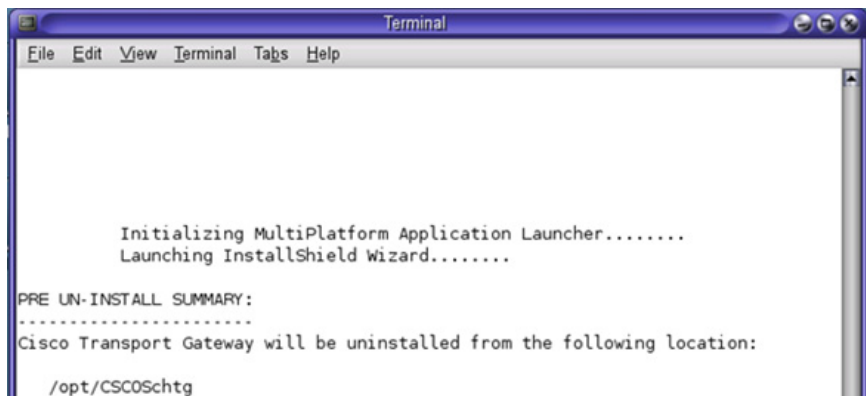 Terminal
File Edit View Terminal Tabs Help
Initializing MultiPlatform Application Launcher........
Launching InstallShield Wizard........
PRE UN-INSTALL SUMMARY:
-----------------------
Cisco Transport Gateway will be uninstalled from the following location:
/opt/CSCOSchtg